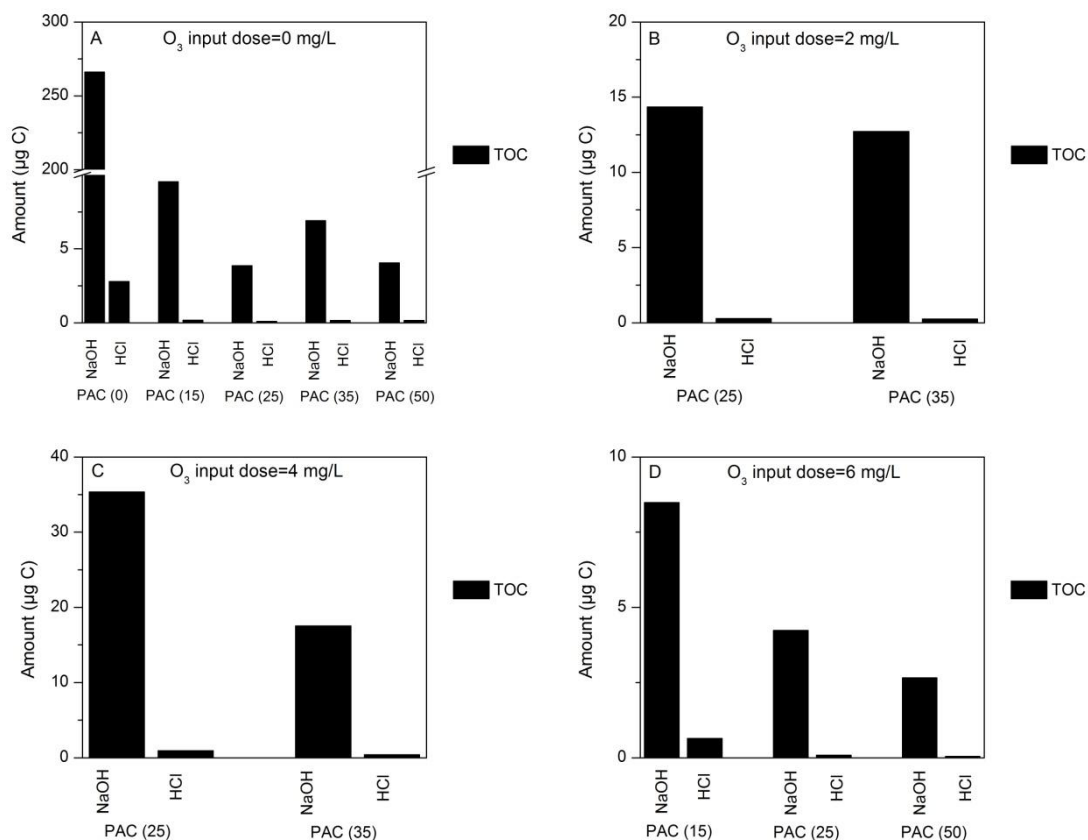 A
O₃ input dose=0 mg/L
300
250
200
5
0
Amount (µg C)
TOC
NaOH HCl NaOH HCl NaOH HCl NaOH HCl NaOH HCl
PAC (0) PAC (15) PAC (25) PAC (35) PAC (50)
B
O₃ input dose=2 mg/L
20
15
10
5
0
Amount (µg C)
TOC
NaOH HCl NaOH HCl
PAC (25) PAC (35)
C
O₃ input dose=4 mg/L
40
30
20
10
0
Amount (µg C)
TOC
NaOH HCl NaOH HCl
PAC (25) PAC (35)
D
O₃ input dose=6 mg/L
10
5
0
Amount (µg C)
TOC
NaOH HCl NaOH HCl NaOH HCl
PAC (15) PAC (25) PAC (50)